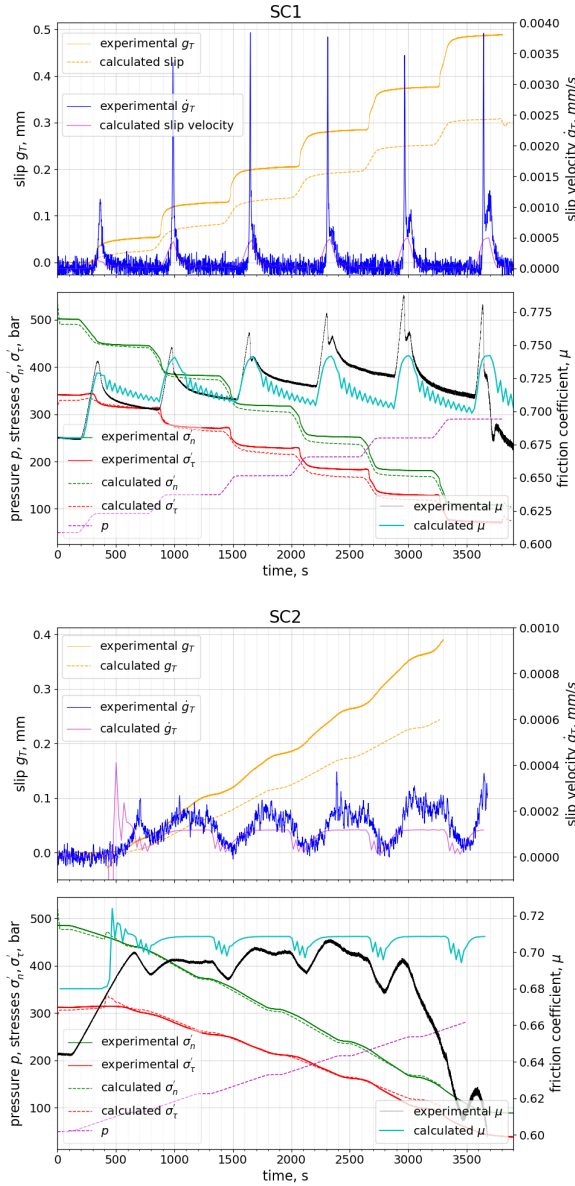 SC1
0.5
0.4
0.3
0.2
0.1
0.0
slip g_T, mm
experimental g_T
calculated slip
experimental ġ_T
calculated slip velocity
0.0040
0.0035
0.0030
0.0025
0.0020
0.0015
0.0010
0.0005
0.0000
slip velocity ġ_T, mm/s
500
400
300
200
100
pressure p, stresses σ′_n, σ′_τ, bar
experimental σ′_n
experimental σ′_τ
calculated σ′_n
calculated σ′_τ
p
experimental μ
calculated μ
0.775
0.750
0.725
0.700
0.675
0.650
0.625
0.600
friction coefficient, μ
0 500 1000 1500 2000 2500 3000 3500
time, s
SC2
0.4
0.3
0.2
0.1
0.0
slip g_T, mm
experimental g_T
calculated g_T
experimental ġ_T
calculated ġ_T
0.0010
0.0008
0.0006
0.0004
0.0002
0.0000
slip velocity ġ_T, mm/s
500
400
300
200
100
pressure p, stresses σ′_n, σ′_τ, bar
experimental σ′_n
experimental σ′_τ
calculated σ′_n
calculated σ′_τ
p
experimental μ
calculated μ
0.72
0.70
0.68
0.66
0.64
0.62
0.60
friction coefficient, μ
0 500 1000 1500 2000 2500 3000 3500
time, s